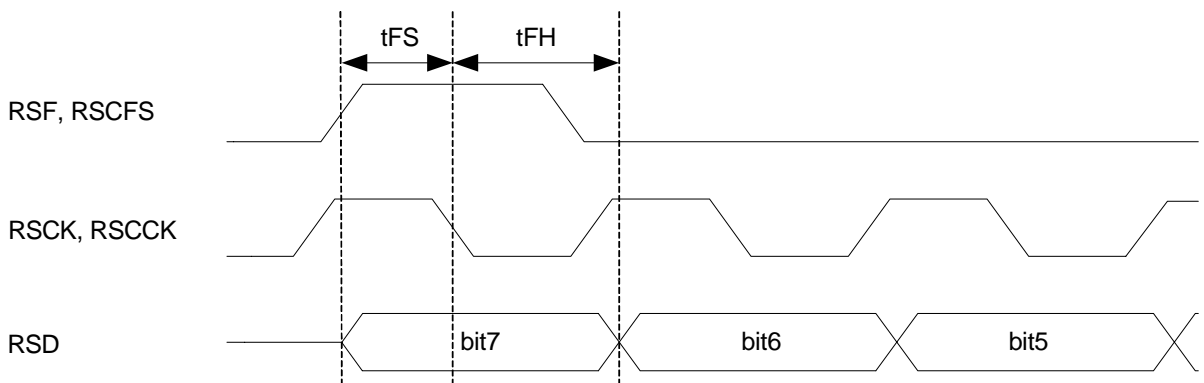 tFS tFH
RSF, RSCFS
RSCK, RSCCK
RSD bit7 bit6 bit5